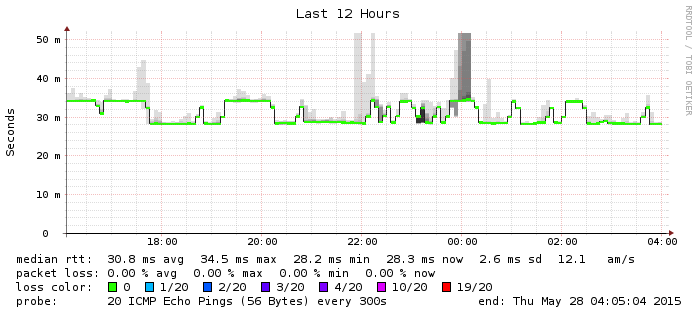 Last 12 Hours
RRDTOOL / TOBI OETIKER
Seconds
50 m
40 m
30 m
20 m
10 m
0
18:00 20:00 22:00 00:00 02:00 04:00
median rtt: 30.8 ms avg 34.5 ms max 28.2 ms min 28.3 ms now 2.6 ms sd 12.1 am/s
packet loss: 0.00 % avg 0.00 % max 0.00 % min 0.00 % now
loss color: 0 1/20 2/20 3/20 4/20 10/20 19/20
probe: 20 ICMP Echo Pings (56 Bytes) every 300s end: Thu May 28 04:05:04 2015